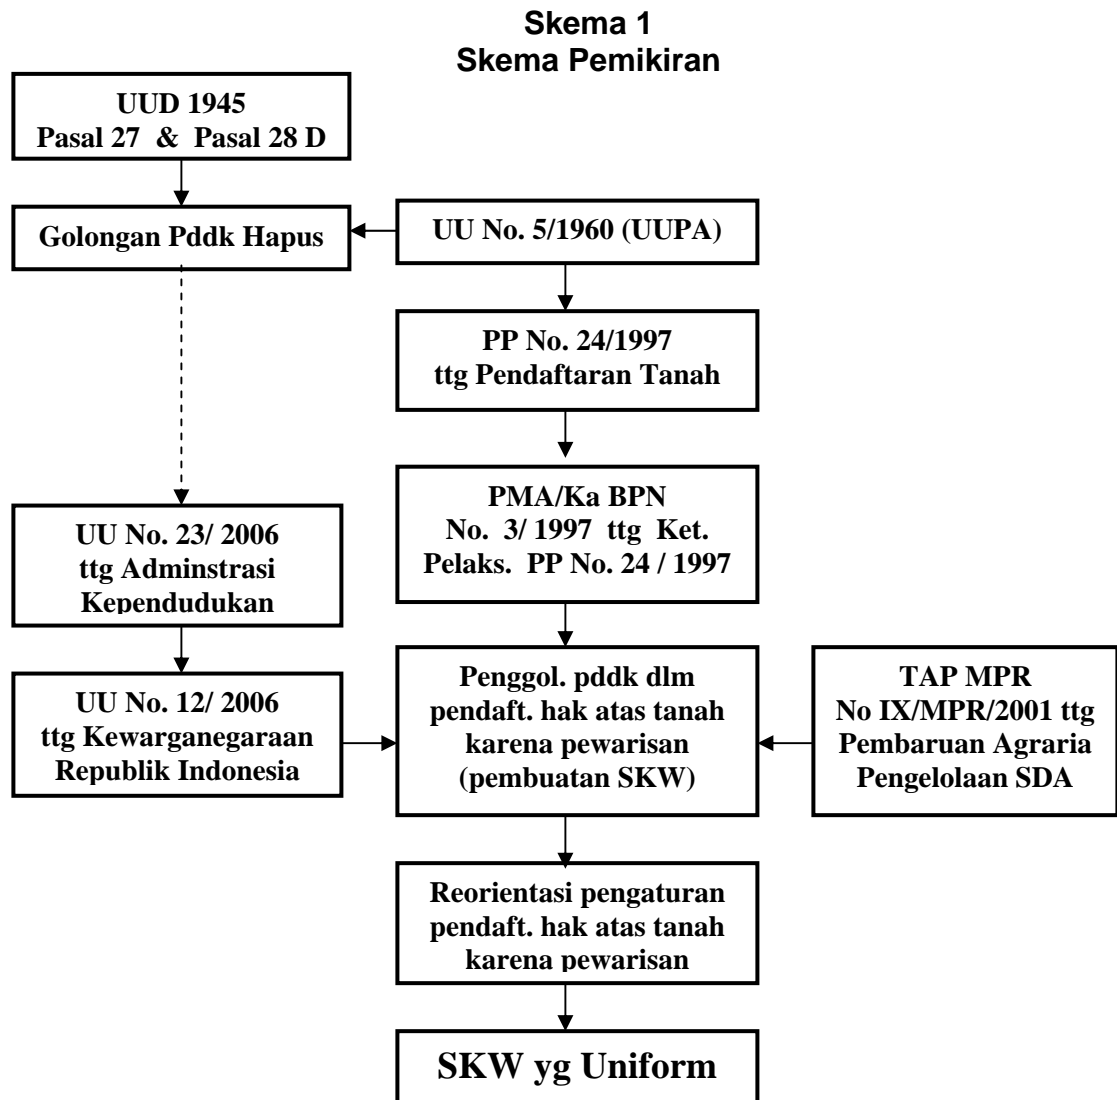 Skema 1
Skema Pemikiran
UUD 1945
Pasal 27 & Pasal 28 D
Golongan Pddk Hapus
UU No. 5/1960 (UUPA)
PP No. 24/1997
ttg Pendaftaran Tanah
PMA/Ka BPN
No. 3/ 1997 ttg Ket.
Pelaks. PP No. 24 / 1997
UU No. 23/ 2006
ttg Adminstrasi
Kependudukan
UU No. 12/ 2006
ttg Kewarganegaraan
Republik Indonesia
Penggol. pddk dlm
pendaft. hak atas tanah
karena pewarisan
(pembuatan SKW)
TAP MPR
No IX/MPR/2001 ttg
Pembaruan Agraria
Pengelolaan SDA
Reorientasi pengaturan
pendaft. hak atas tanah
karena pewarisan
SKW yg Uniform